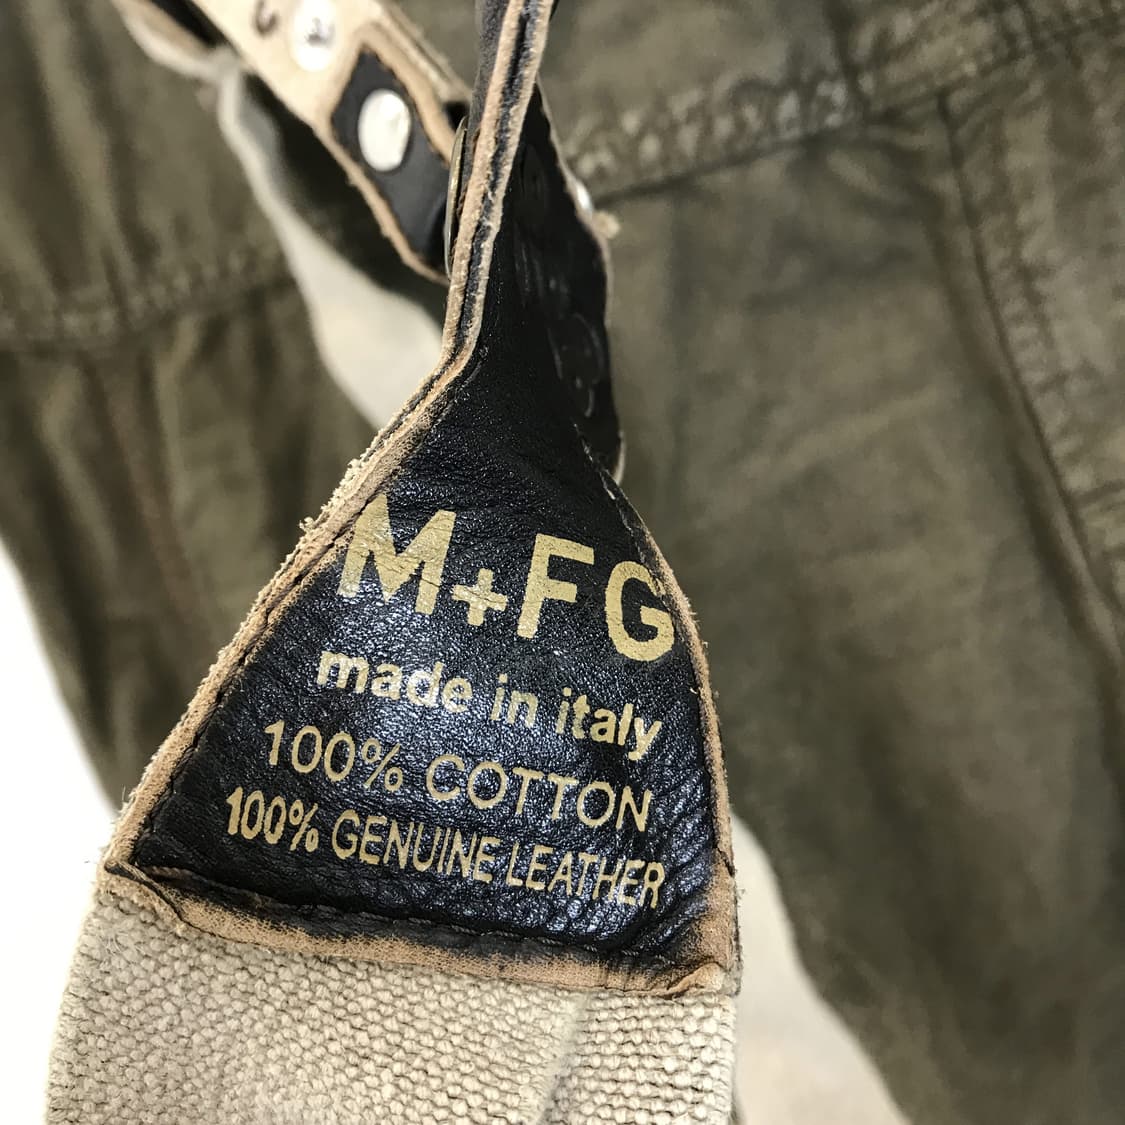 M+FG
made in italy
100% COTTON
100% GENUINE LEATHER